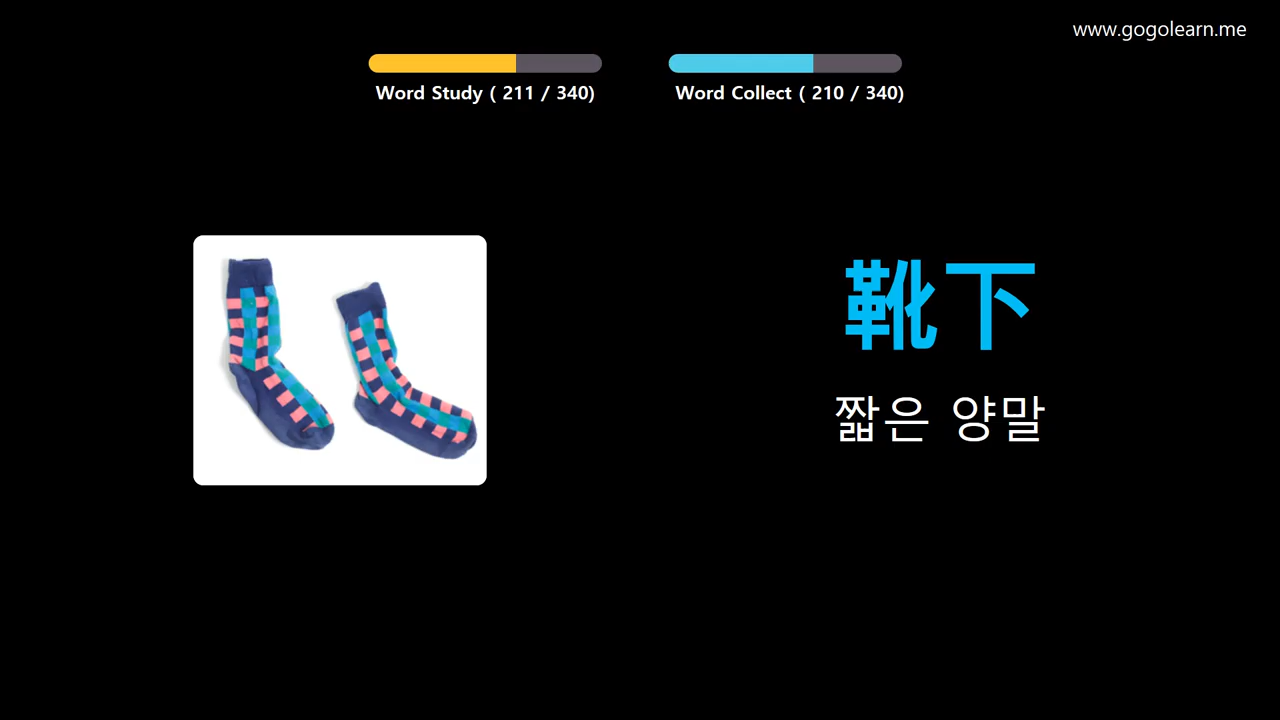 www.gogolearn.me
Word Study ( 211 / 340)
Word Collect ( 210 / 340)
靴下
짧은 양말